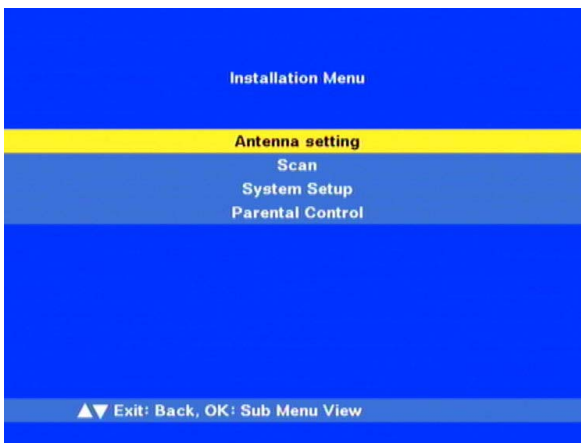 Installation Menu
Antenna setting
Scan
System Setup
Parental Control
▲▼ Exit: Back, OK: Sub Menu View